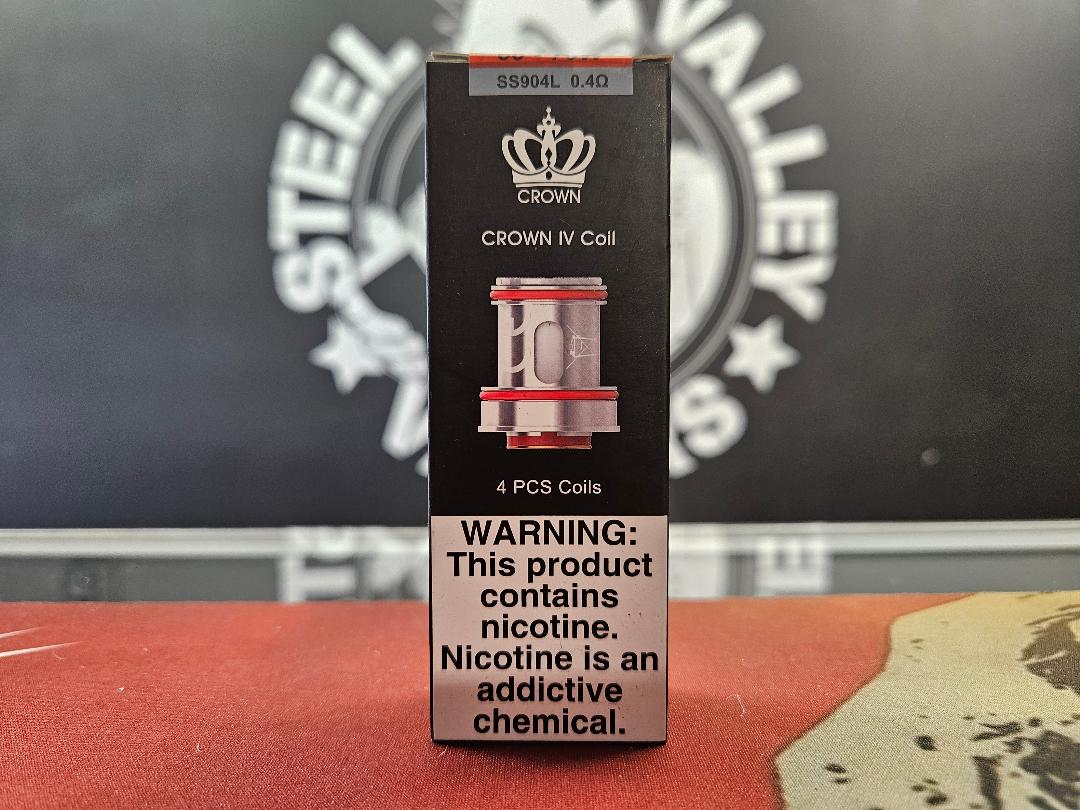 STEEL VALLEY
SS904L 0.4Ω
CROWN
CROWN IV Coil
4 PCS Coils
WARNING:
This product
contains
nicotine.
Nicotine is an
addictive
chemical.